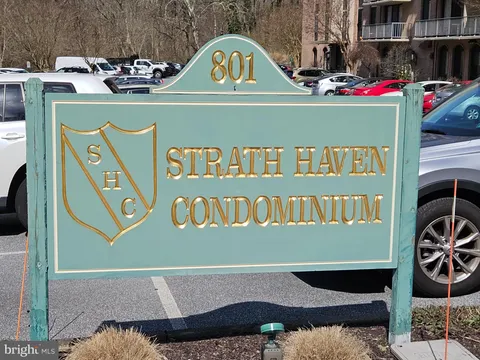 801
S
H
C
STRATH HAVEN
CONDOMINIUM
bright MLS